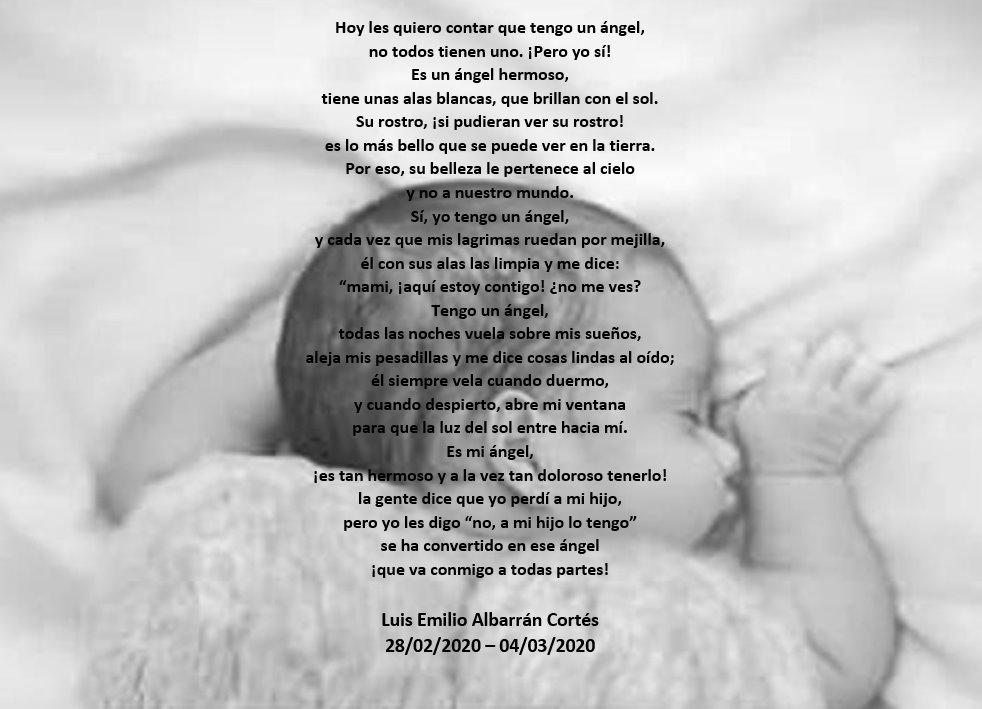 Hoy les quiero contar que tengo un ángel,
no todos tienen uno. ¡Pero yo sí!
Es un ángel hermoso,
tiene unas alas blancas, que brillan con el sol.
Su rostro, ¡si pudieran ver su rostro!
es lo más bello que se puede ver en la tierra.
Por eso, su belleza le pertenece al cielo
y no a nuestro mundo.
Sí, yo tengo un ángel,
y cada vez que mis lagrimas ruedan por mejilla,
él con sus alas las limpia y me dice:
“mami, ¡aquí estoy contigo! ¿no me ves?
Tengo un ángel,
todas las noches vuela sobre mis sueños,
aleja mis pesadillas y me dice cosas lindas al oído;
él siempre vela cuando duermo,
y cuando despierto, abre mi ventana
para que la luz del sol entre hacia mí.
Es mi ángel,
¡es tan hermoso y a la vez tan doloroso tenerlo!
la gente dice que yo perdí a mi hijo,
pero yo les digo “no, a mi hijo lo tengo”
se ha convertido en ese ángel
¡que va conmigo a todas partes!
Luis Emilio Albarrán Cortés
28/02/2020 – 04/03/2020